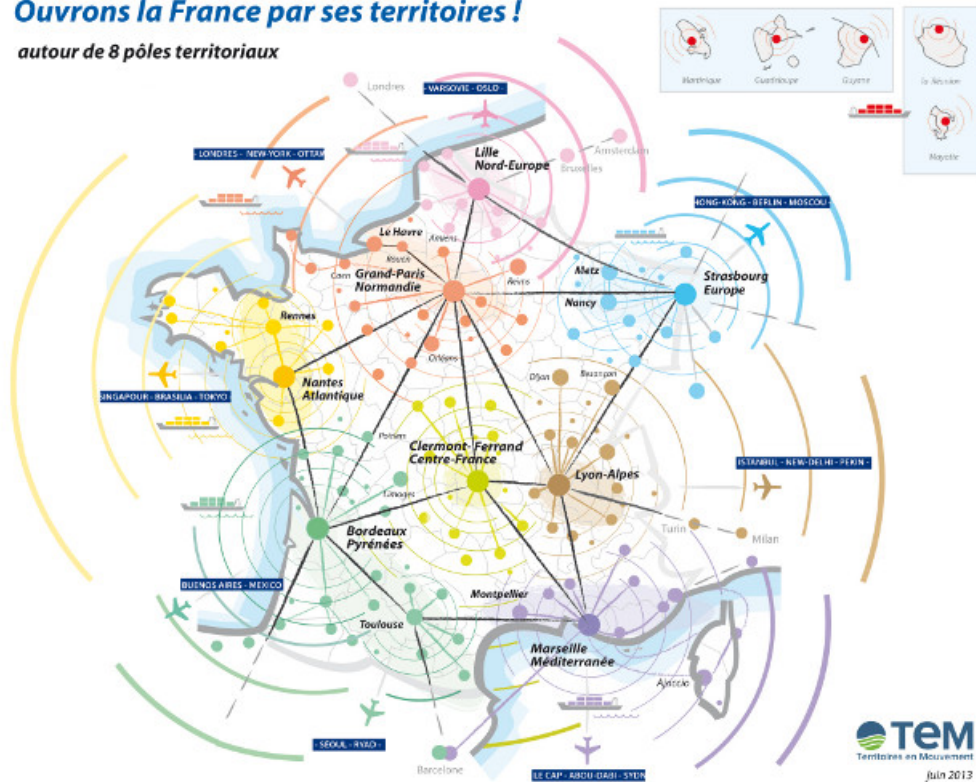 Ouvrons la France par ses territoires !
autour de 8 pôles territoriaux
Martinique
Guadeloupe
Guyane
la Réunion
Mayotte
Londres
- VARSOVIE - OSLO -
- LONDRES - NEW-YORK - OTTAW
Lille
Nord-Europe
Bruxelles
Amsterdam
HONG-KONG - BERLIN - MOSCOU -
Le Havre
Amiens
Rouen
Caen
Grand-Paris
Normandie
Reims
Metz
Nancy
Strasbourg
Europe
Rennes
Orléans
Nantes
Atlantique
SINGAPOUR - BRASILIA - TOKYO -
Dijon
Besançon
Poitiers
Clermont-Ferrand
Centre-France
Lyon-Alpes
ISTANBUL - NEW-DELHI - PEKIN -
Limoges
Bordeaux
Pyrénées
Turin
Milan
BUENOS AIRES - MEXICO
Montpellier
Toulouse
Marseille
Méditerranée
Ajaccio
- SEOUL - RYAD -
Barcelone
LE CAP - ABOU-DABI - SYDN
TEM
Territoires en Mouvement
juin 2013